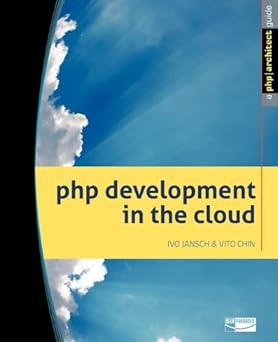 a php|architect guide
php development
in the cloud
IVO JANSCH & VITO CHIN